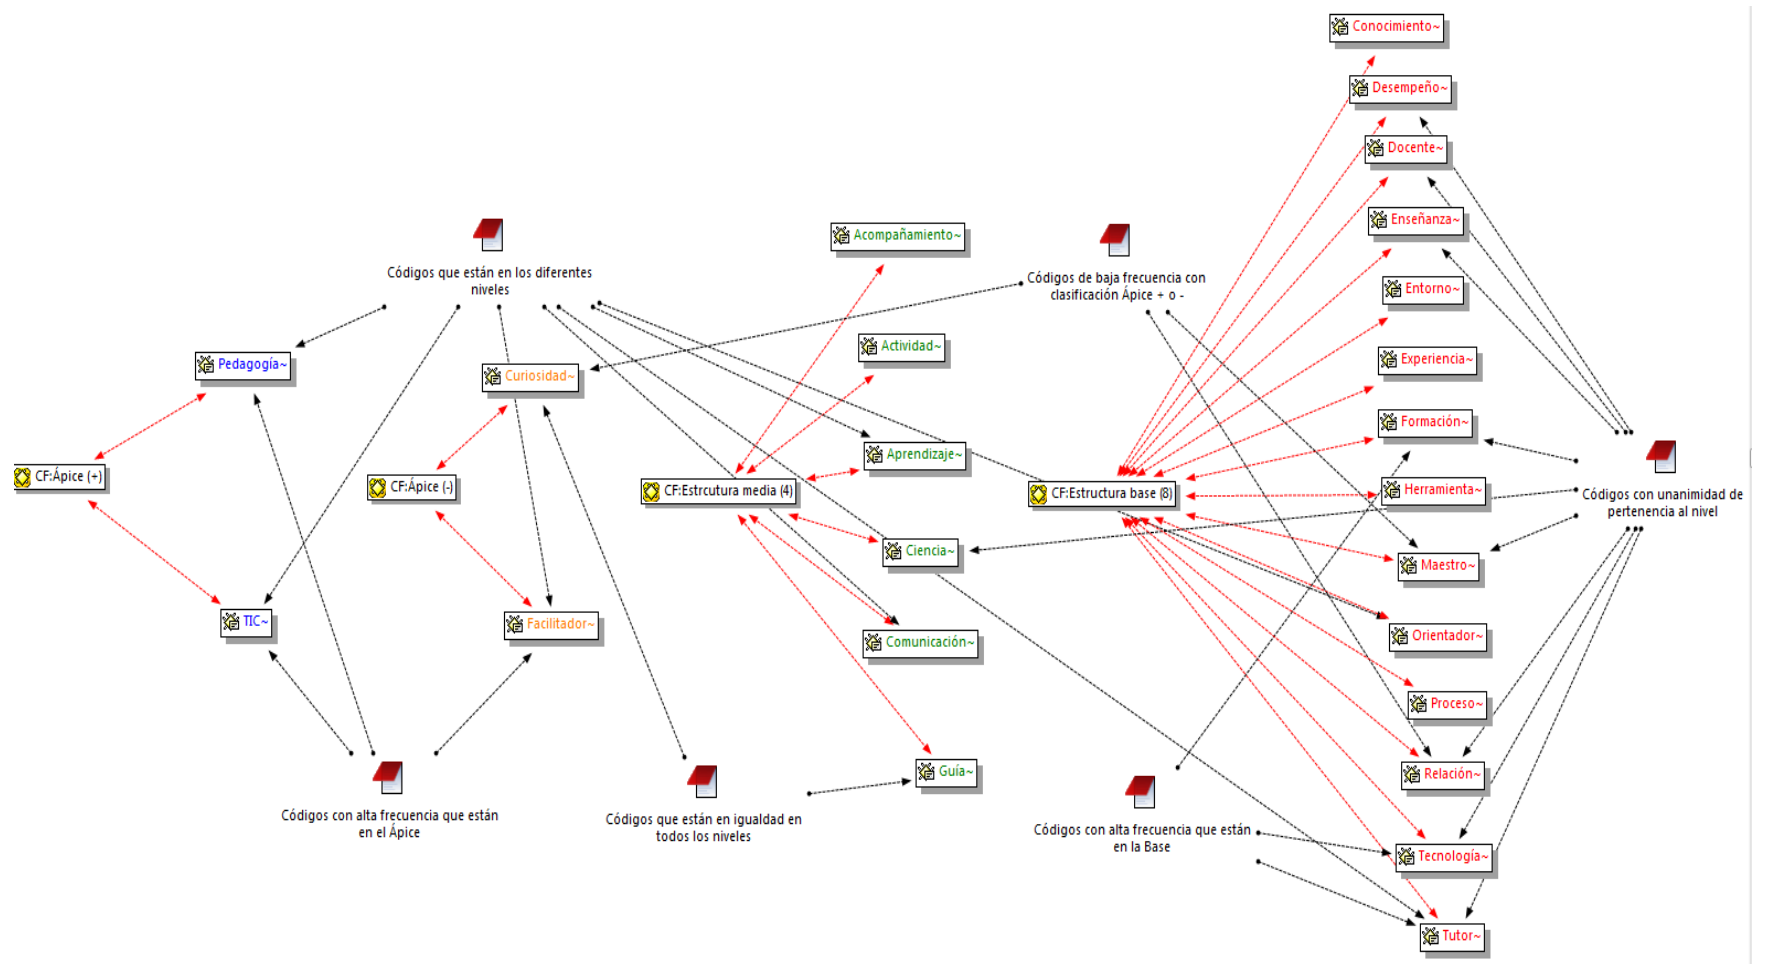 Conocimiento~
Desempeño~
Docente~
Enseñanza~
Acompañamiento~
Códigos que están en los diferentes
niveles
Códigos de baja frecuencia con
clasificación Ápice + o -
Entorno~
Actividad~
Experiencia~
Pedagogía~
Curiosidad~
Formación~
Aprendizaje~
CF:Ápice (+)
CF:Ápice (-)
CF:Estrcutura media (4)
CF:Estructura base (8)
Herramienta~
Códigos con unanimidad de
pertenencia al nivel
Ciencia~
Maestro~
TIC~
Facilitador~
Comunicación~
Orientador~
Proceso~
Guía~
Relación~
Códigos con alta frecuencia que están
en el Ápice
Códigos que están en igualdad en
todos los niveles
Códigos con alta frecuencia que están
en la Base
Tecnología~
Tutor~